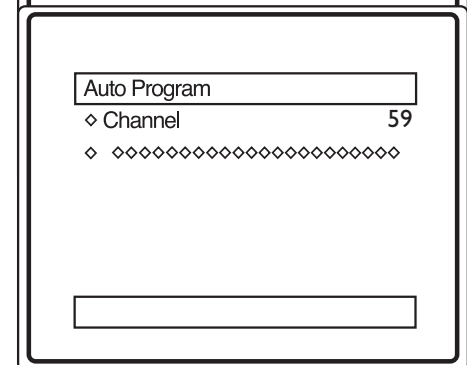 Auto Program
◇ Channel 59
◇ ◇◇◇◇◇◇◇◇◇◇◇◇◇◇◇◇◇◇◇◇◇◇